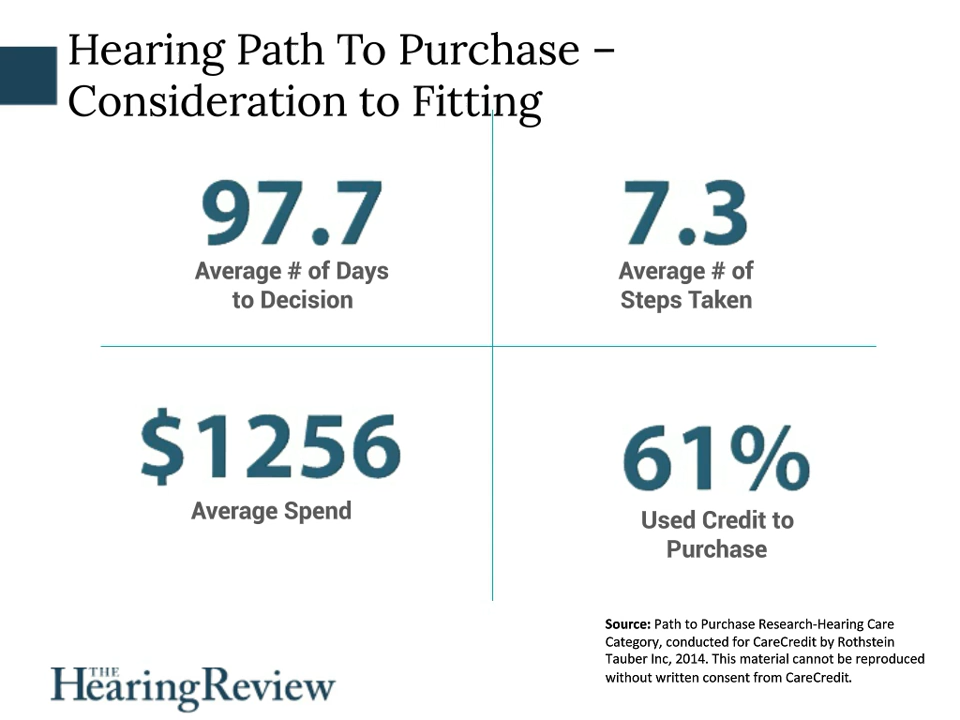 Hearing Path To Purchase –
Consideration to Fitting
97.7
Average # of Days
to Decision
7.3
Average # of
Steps Taken
$1256
Average Spend
61%
Used Credit to
Purchase
Source: Path to Purchase Research-Hearing Care
Category, conducted for CareCredit by Rothstein
Tauber Inc, 2014. This material cannot be reproduced
without written consent from CareCredit.
THE
HearingReview